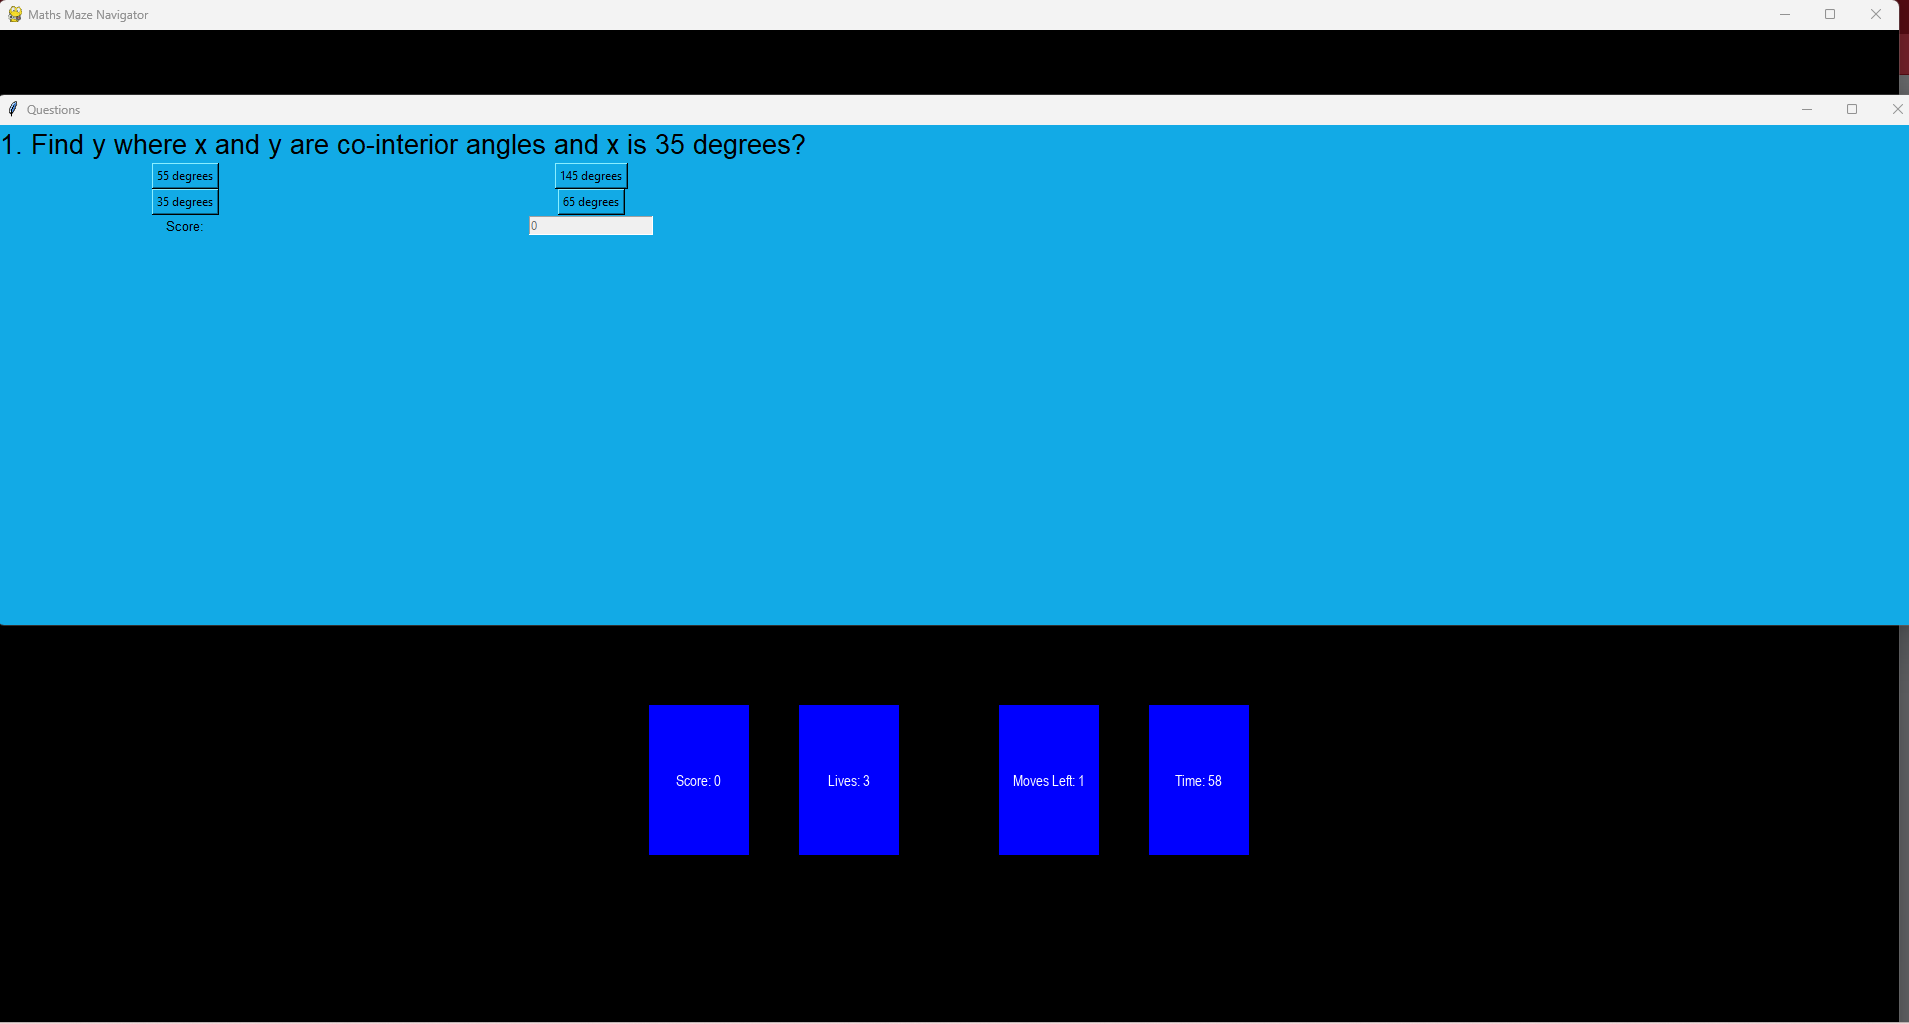 Maths Maze Navigator
Questions
1. Find y where x and y are co-interior angles and x is 35 degrees?
55 degrees 145 degrees
35 degrees 65 degrees
Score: 0
Score: 0 Lives: 3 Moves Left: 1 Time: 58